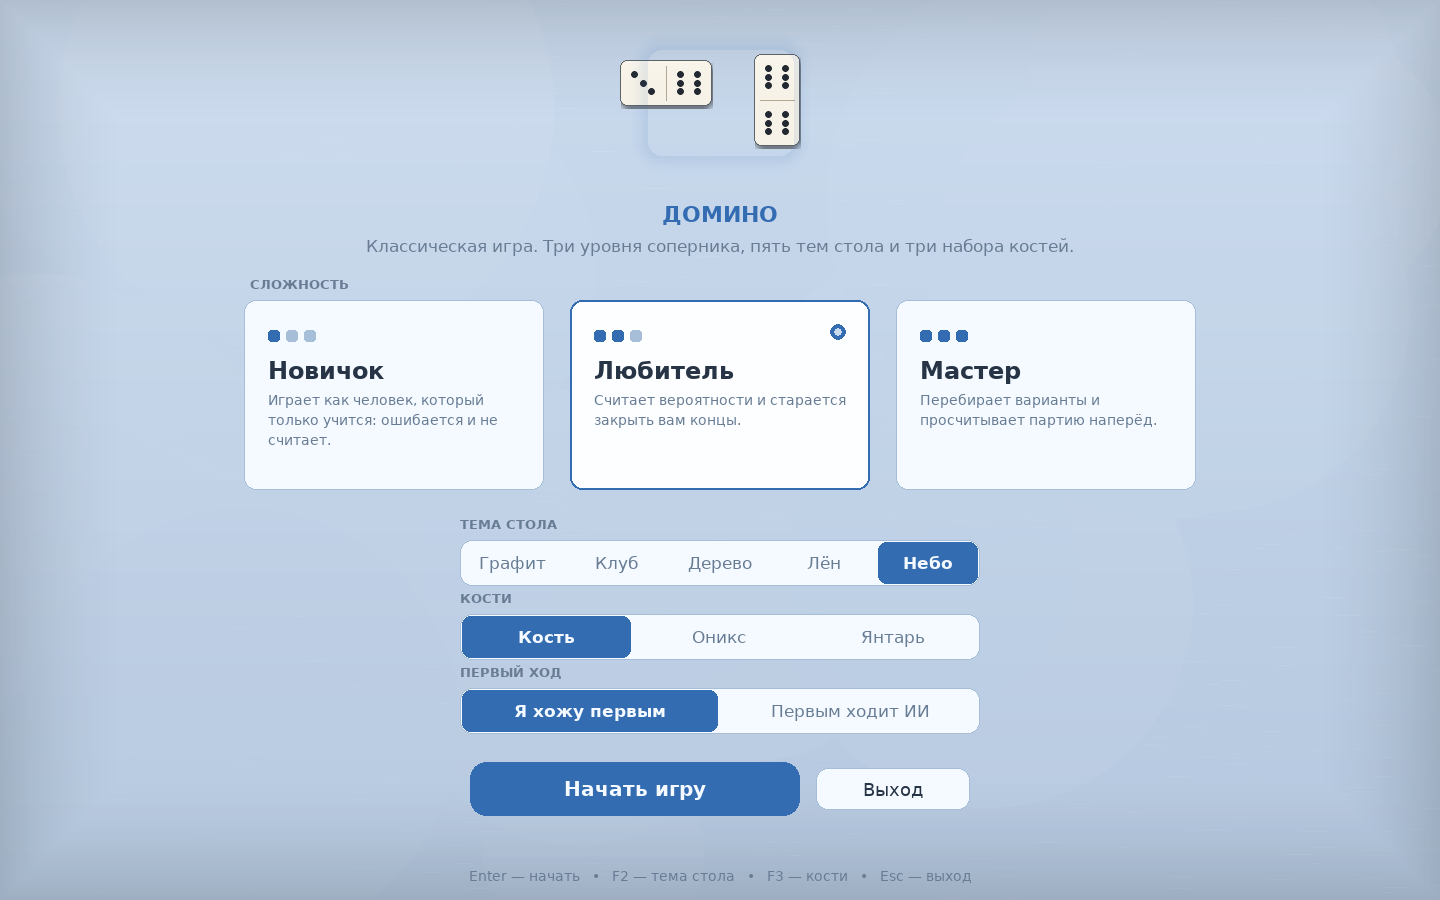 ДОМИНО
Классическая игра. Три уровня соперника, пять тем стола и три набора костей.
СЛОЖНОСТЬ
Новичок
Играет как человек, который
только учится: ошибается и не
считает.
Любитель
Считает вероятности и старается
закрыть вам концы.
Мастер
Перебирает варианты и
просчитывает партию наперёд.
ТЕМА СТОЛА
Графит Клуб Дерево Лён Небо
КОСТИ
Кость Оникс Янтарь
ПЕРВЫЙ ХОД
Я хожу первым Первым ходит ИИ
Начать игру Выход
Enter — начать • F2 — тема стола • F3 — кости • Esc — выход